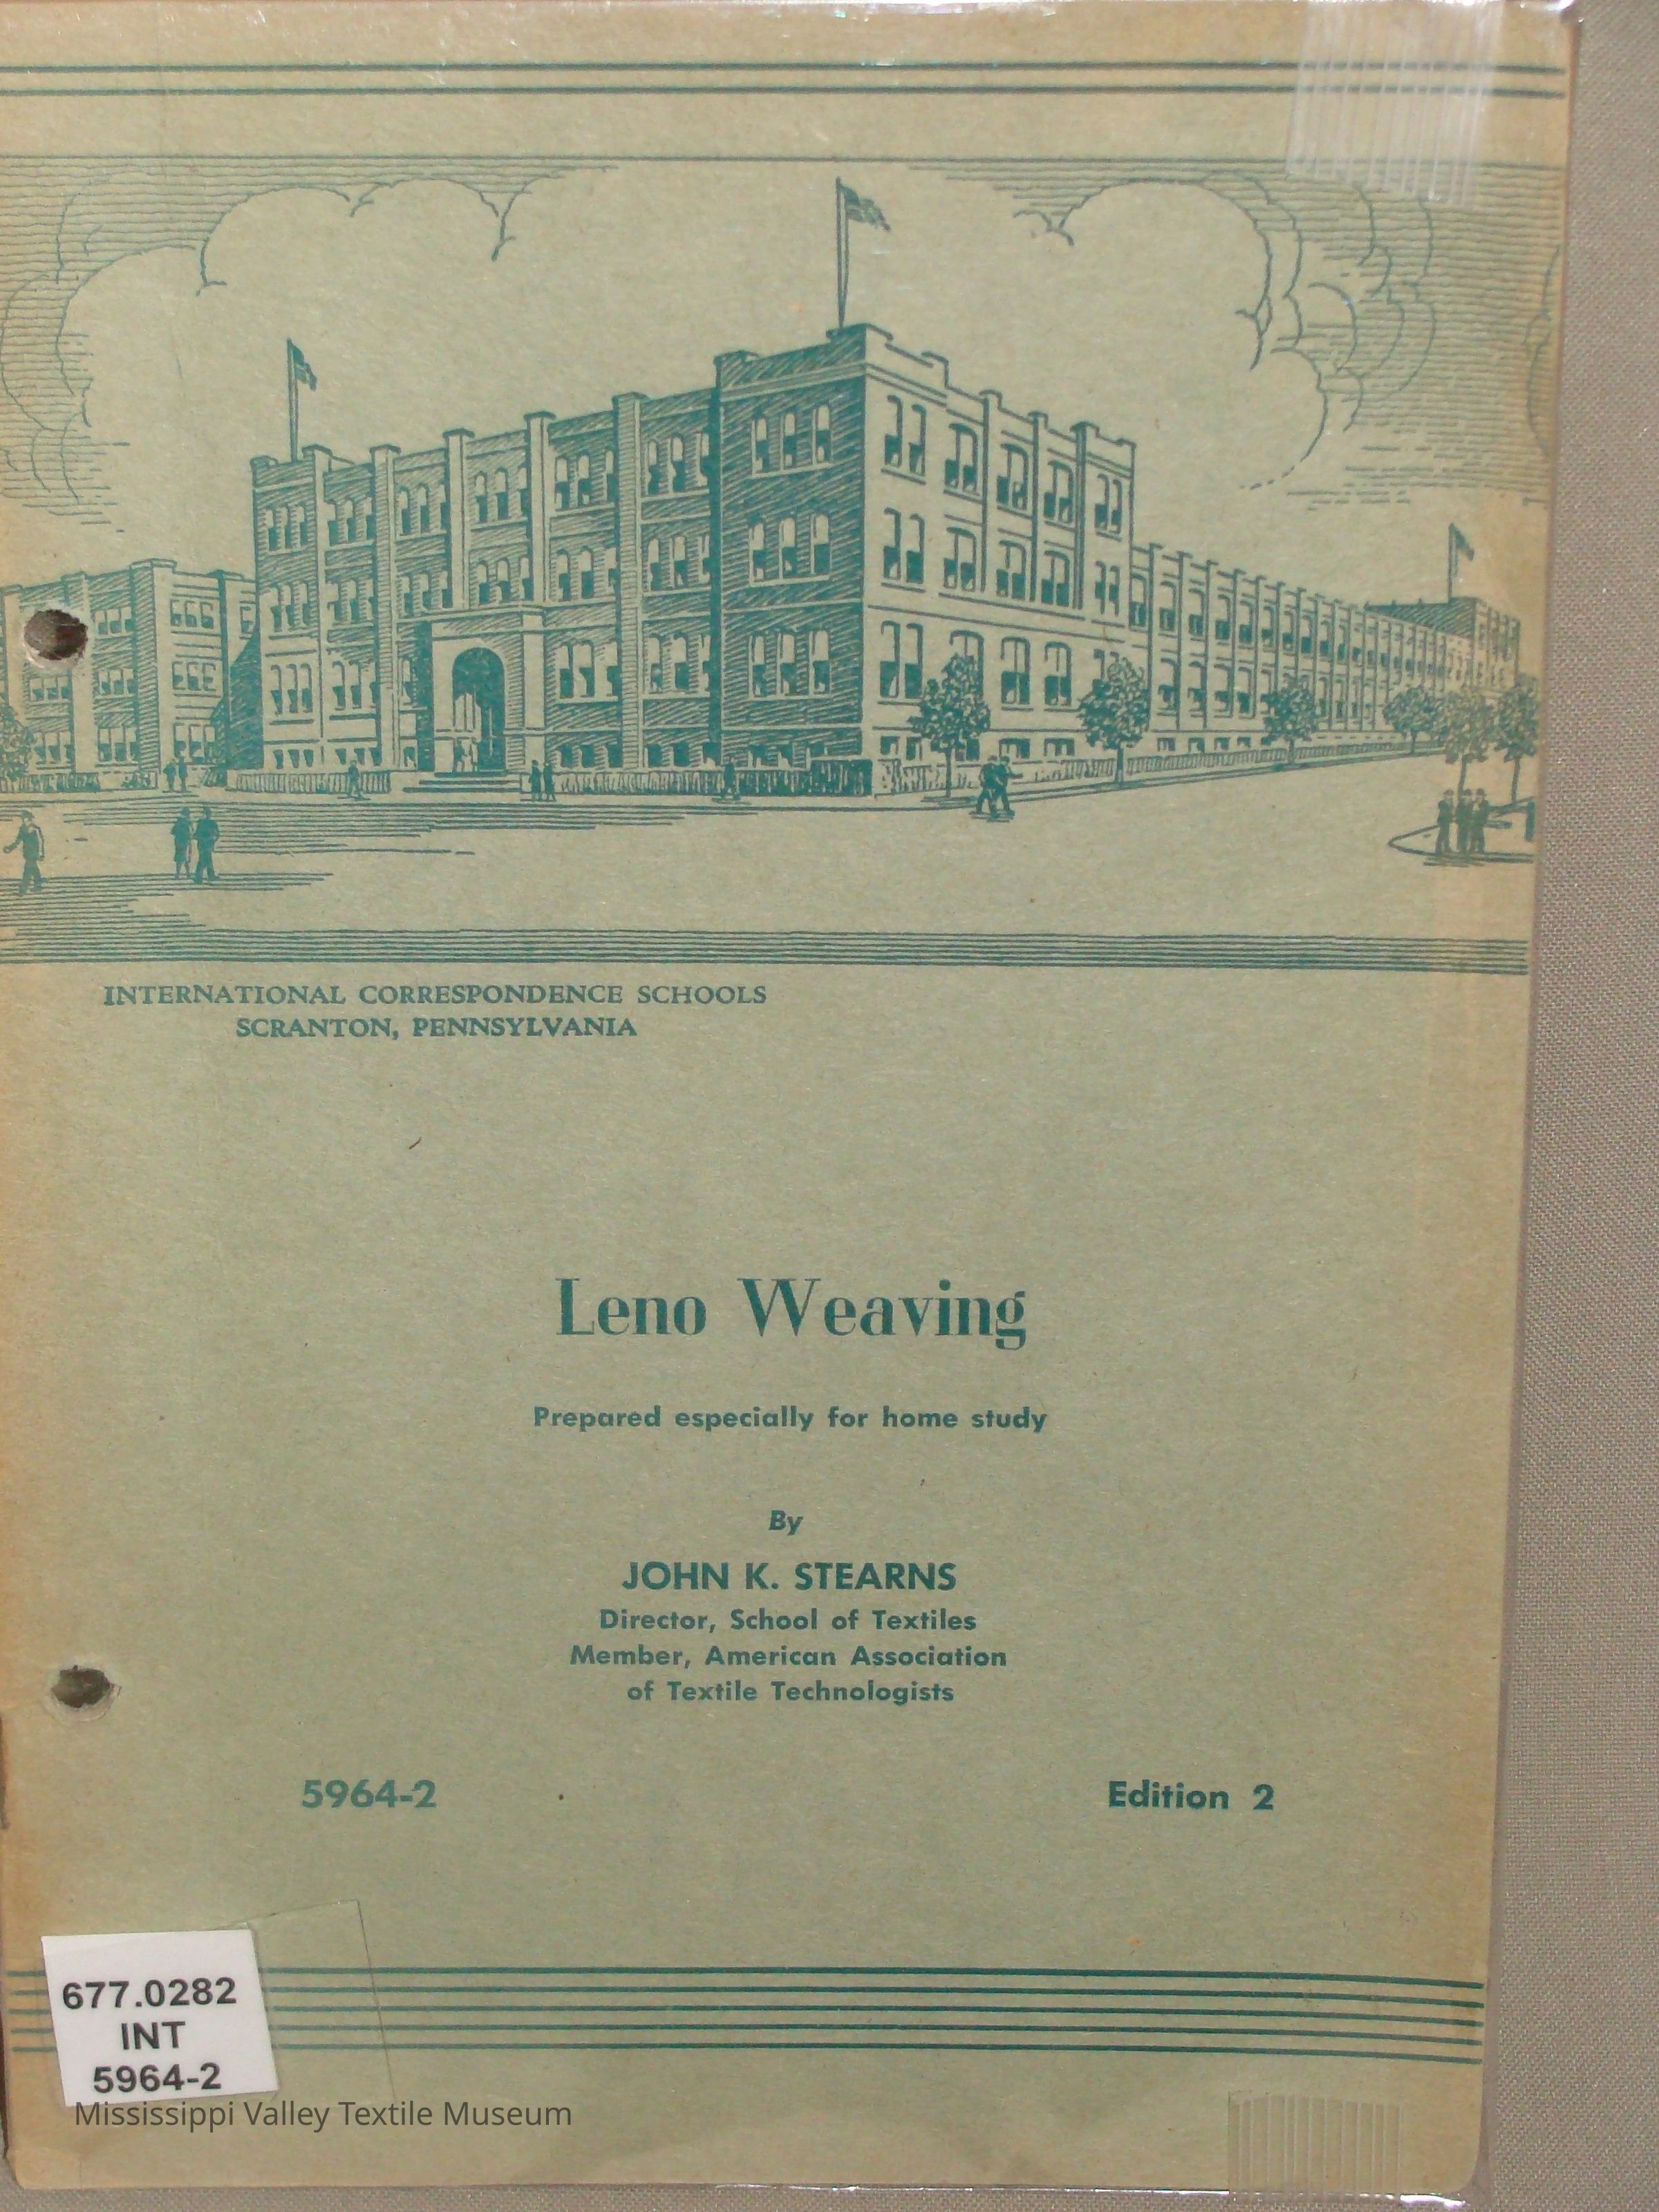 INTERNATIONAL CORRESPONDENCE SCHOOLS
SCRANTON, PENNSYLVANIA
Leno Weaving
Prepared especially for home study
By
JOHN K. STEARNS
Director, School of Textiles
Member, American Association
of Textile Technologists
5964-2
Edition 2
677.0282
INT
5964-2
Mississippi Valley Textile Museum